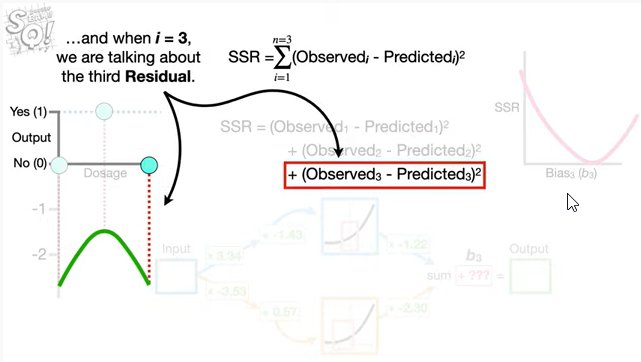 StatQuest!
…and when i = 3,
we are talking about
the third Residual.
n=3
SSR = ∑(Observedᵢ - Predictedᵢ)²
i=1
SSR = (Observed₁ - Predicted₁)²
+ (Observed₂ - Predicted₂)²
+ (Observed₃ - Predicted₃)²
SSR
Bias₃ (b₃)
Yes (1)
Output
No (0)
Dosage
-1
-2
Input
x 3.34
+ -1.43
x -1.22
x -3.53
+ 0.57
x -2.30
b₃
sum + ??? =
Output